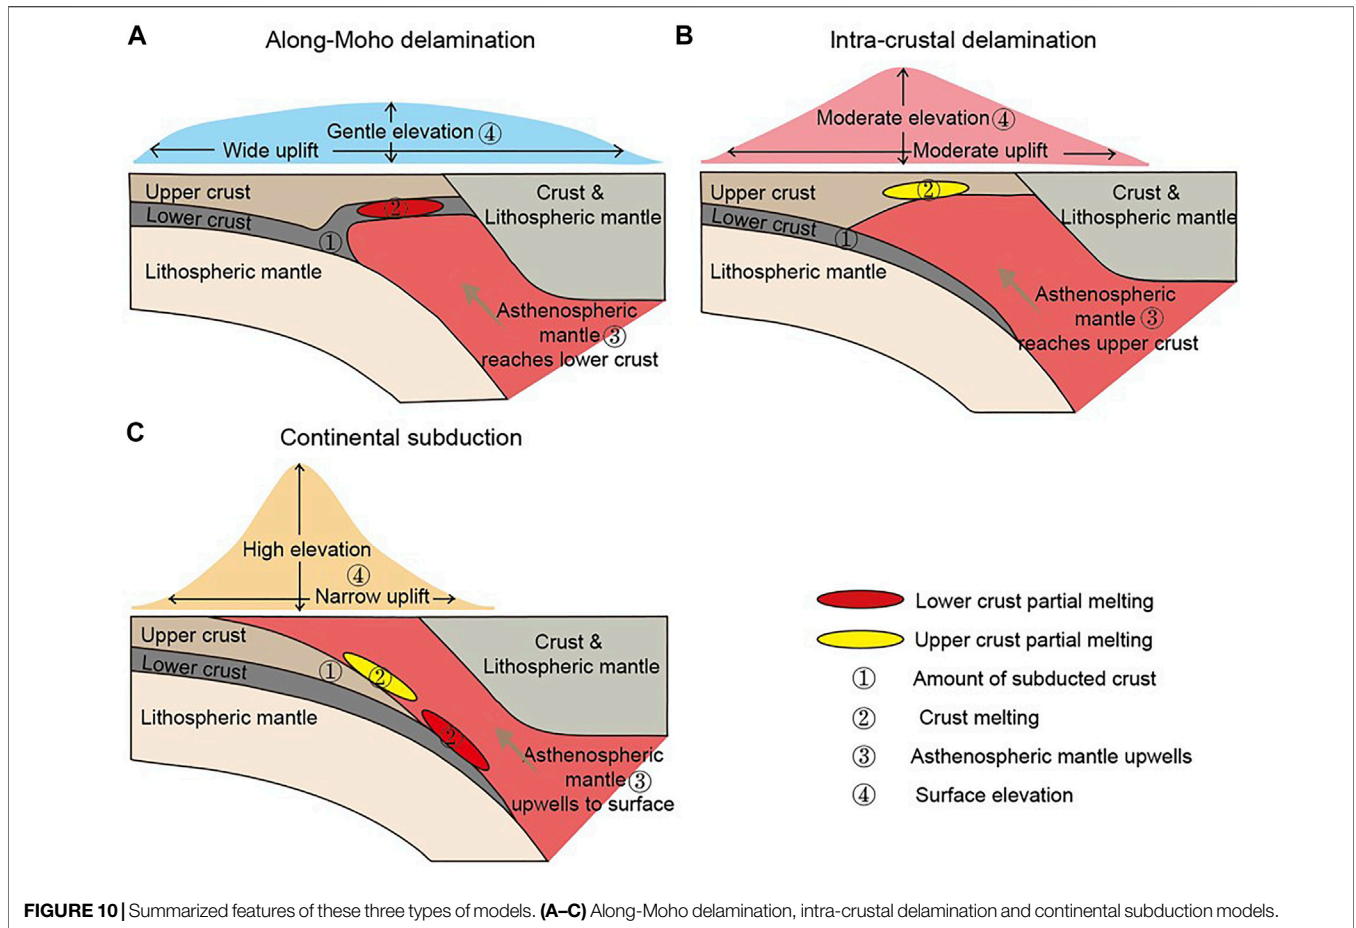 A
Along-Moho delamination
Gentle elevation ④
Wide uplift
Upper crust
Lower crust
②
①
Lithospheric mantle
Crust &
Lithospheric mantle
Asthenospheric
mantle ③
reaches lower crust
B
Intra-crustal delamination
Moderate elevation ④
Moderate uplift
Upper crust
②
Lower crust
①
Lithospheric mantle
Crust &
Lithospheric mantle
Asthenospheric
mantle ③
reaches upper crust
C
Continental subduction
High elevation
④
Narrow uplift
Upper crust
Lower crust
①
②
②
Lithospheric mantle
Crust &
Lithospheric mantle
Asthenospheric
mantle ③
upwells to surface
Lower crust partial melting
Upper crust partial melting
① Amount of subducted crust
② Crust melting
③ Asthenospheric mantle upwells
④ Surface elevation
FIGURE 10 | Summarized features of these three types of models. (A–C) Along-Moho delamination, intra-crustal delamination and continental subduction models.